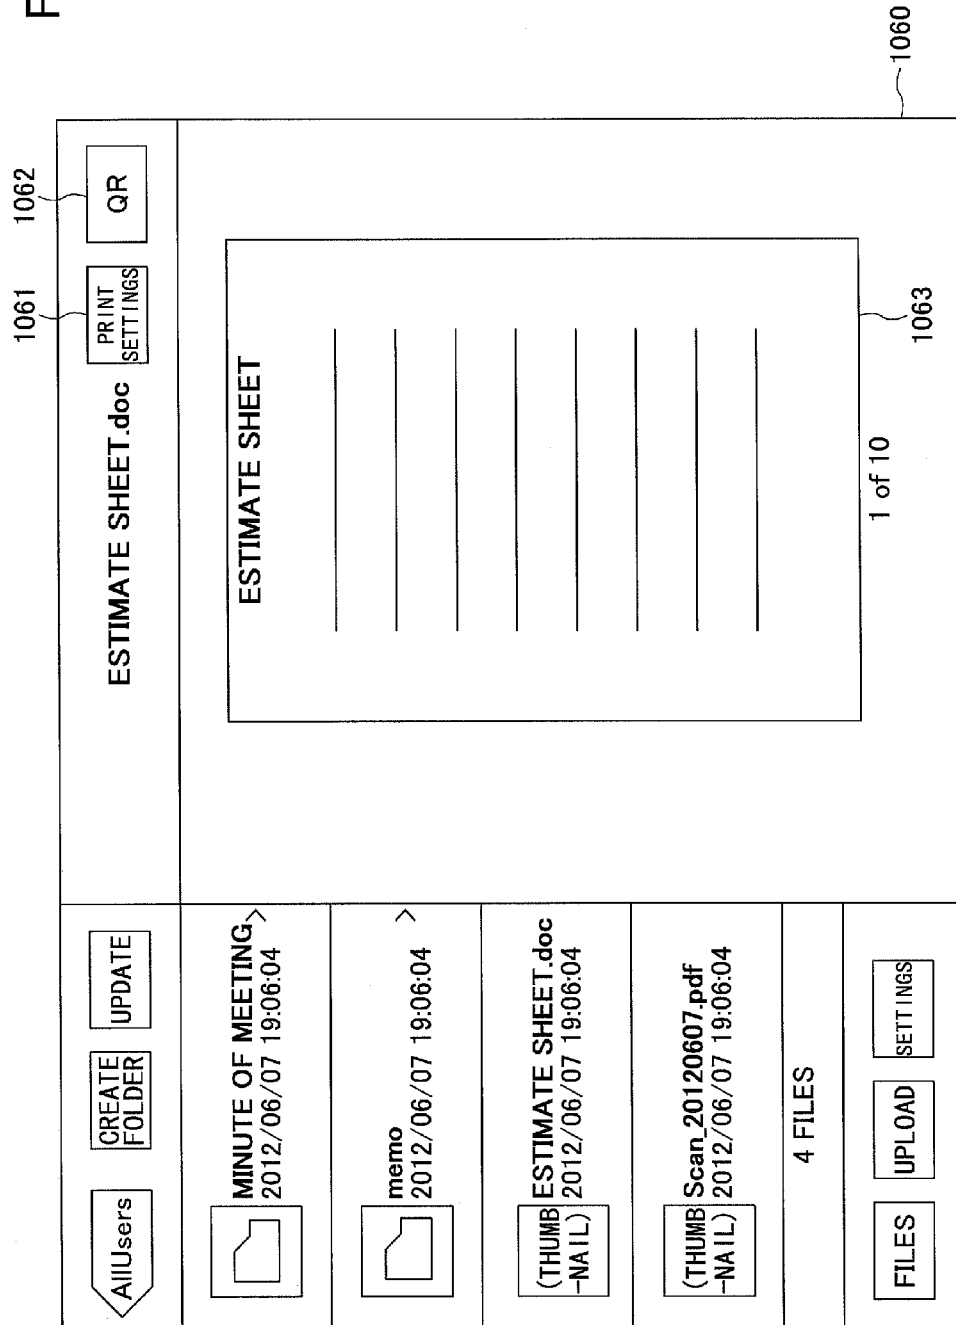 F
AllUsers
CREATE
FOLDER
UPDATE
ESTIMATE SHEET.doc
PRINT
SETTINGS
QR
1061
1062
MINUTE OF MEETING >
2012/06/07 19:06:04
memo >
2012/06/07 19:06:04
(THUMB
-NAIL)
ESTIMATE SHEET.doc
2012/06/07 19:06:04
(THUMB
-NAIL)
Scan_20120607.pdf
2012/06/07 19:06:04
4 FILES
FILES
UPLOAD
SETTINGS
ESTIMATE SHEET
1 of 10
1063
1060